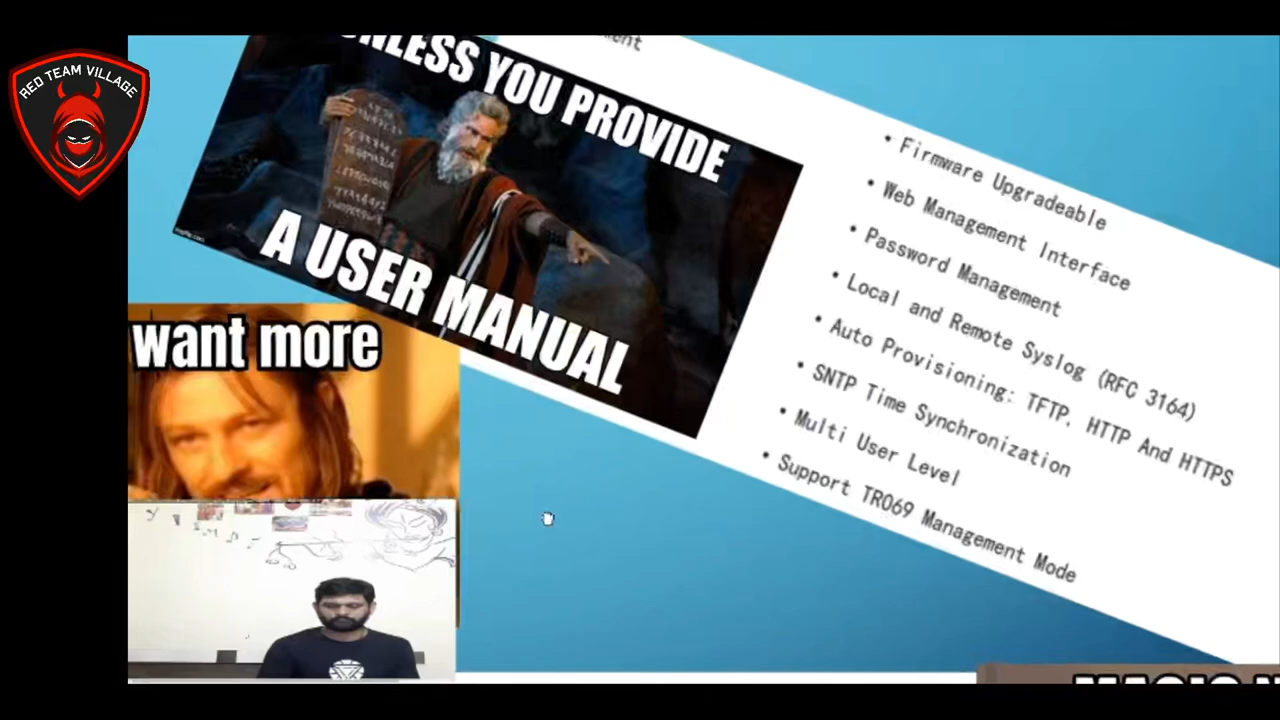 RED TEAM VILLAGE
UNLESS YOU PROVIDE
A USER MANUAL
imgflip.com
want more
• Firmware Upgradeable
• Web Management Interface
• Password Management
• Local and Remote Syslog (RFC 3164)
• Auto Provisioning: TFTP, HTTP And HTTPS
• SNTP Time Synchronization
• Multi User Level
• Support TR069 Management Mode